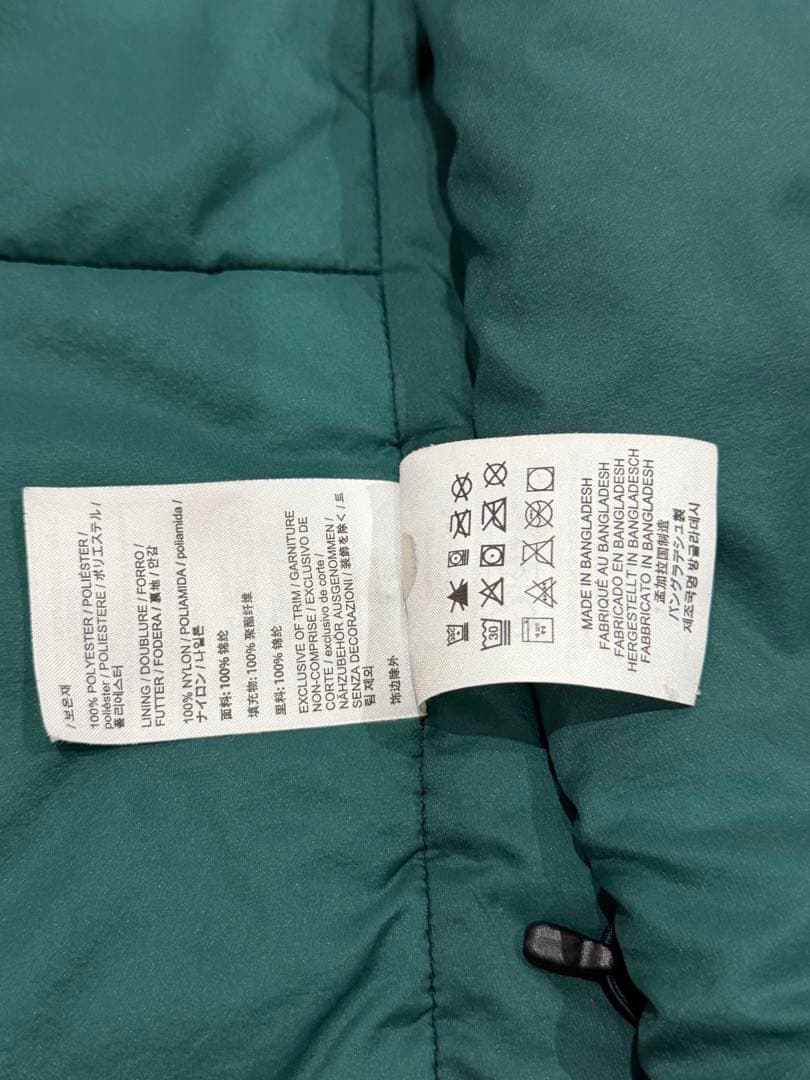 / 보온재
100% POLYESTER / POLIÉSTER /
poliéster / POLIESTERE / ポリエステル /
폴리에스터
LINING / DOUBLURE / FORRO /
FUTTER / FODERA / 裏地 / 안감
100% NYLON / POLIAMIDA / poliamida /
ナイロン / 나일론
面料: 100% 锦纶
填充物: 100% 聚酯纤维
里料: 100% 锦纶
EXCLUSIVE OF TRIM / GARNITURE
NON-COMPRISE / EXCLUSIVO DE
CORTE / exclusivo de corte /
NÄHZUBEHÖR AUSGENOMMEN /
SENZA DECORAZIONI / 装飾を除く / 트
림 제외
饰边除外
30
MADE IN BANGLADESH
FABRIQUÉ AU BANGLADESH
FABRICADO EN BANGLADESH
HERGESTELLT IN BANGLADESCH
FABBRICATO IN BANGLADESH
孟加拉国制造
バングラデシュ製
제조국명 방글라데시